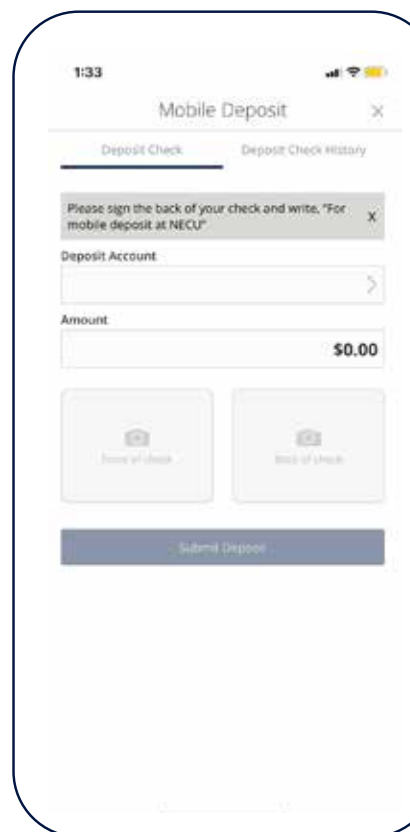 1:33
Mobile Deposit
Deposit Check
Deposit Check History
Please sign the back of your check and write, "For
mobile deposit at NECU"
X
Deposit Account
Amount
$0.00
Front of check
Back of check
Submit Deposit